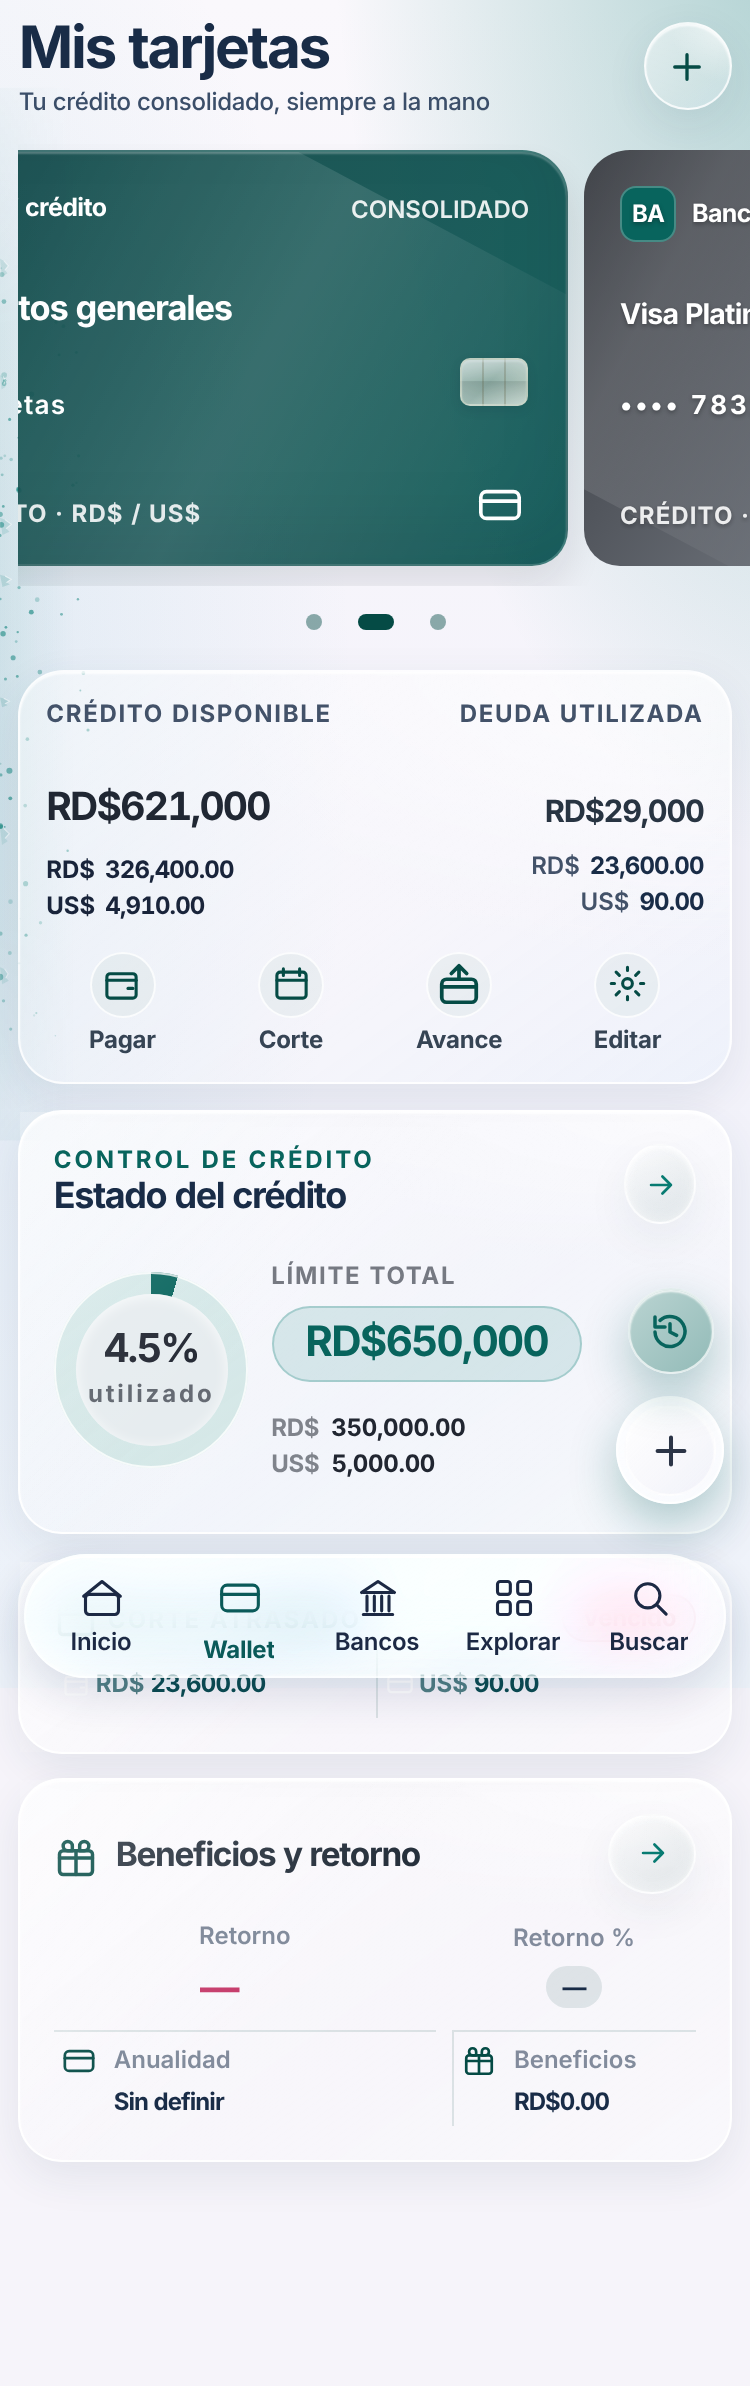 Mis tarjetas
Tu crédito consolidado, siempre a la mano
crédito
CONSOLIDADO
tos generales
etas
TO · RD$ / US$
BA
Banc
Visa Platin
•••• 783
CRÉDITO ·
CRÉDITO DISPONIBLE
DEUDA UTILIZADA
RD$621,000
RD$29,000
RD$ 326,400.00
RD$ 23,600.00
US$ 4,910.00
US$ 90.00
Pagar
Corte
Avance
Editar
CONTROL DE CRÉDITO
Estado del crédito
4.5%
utilizado
LÍMITE TOTAL
RD$650,000
RD$ 350,000.00
US$ 5,000.00
CORTE ATRASADO
Vencido
Inicio
Wallet
Bancos
Explorar
Buscar
RD$ 23,600.00
US$ 90.00
Beneficios y retorno
Retorno
Retorno %
—
—
Anualidad
Sin definir
Beneficios
RD$0.00